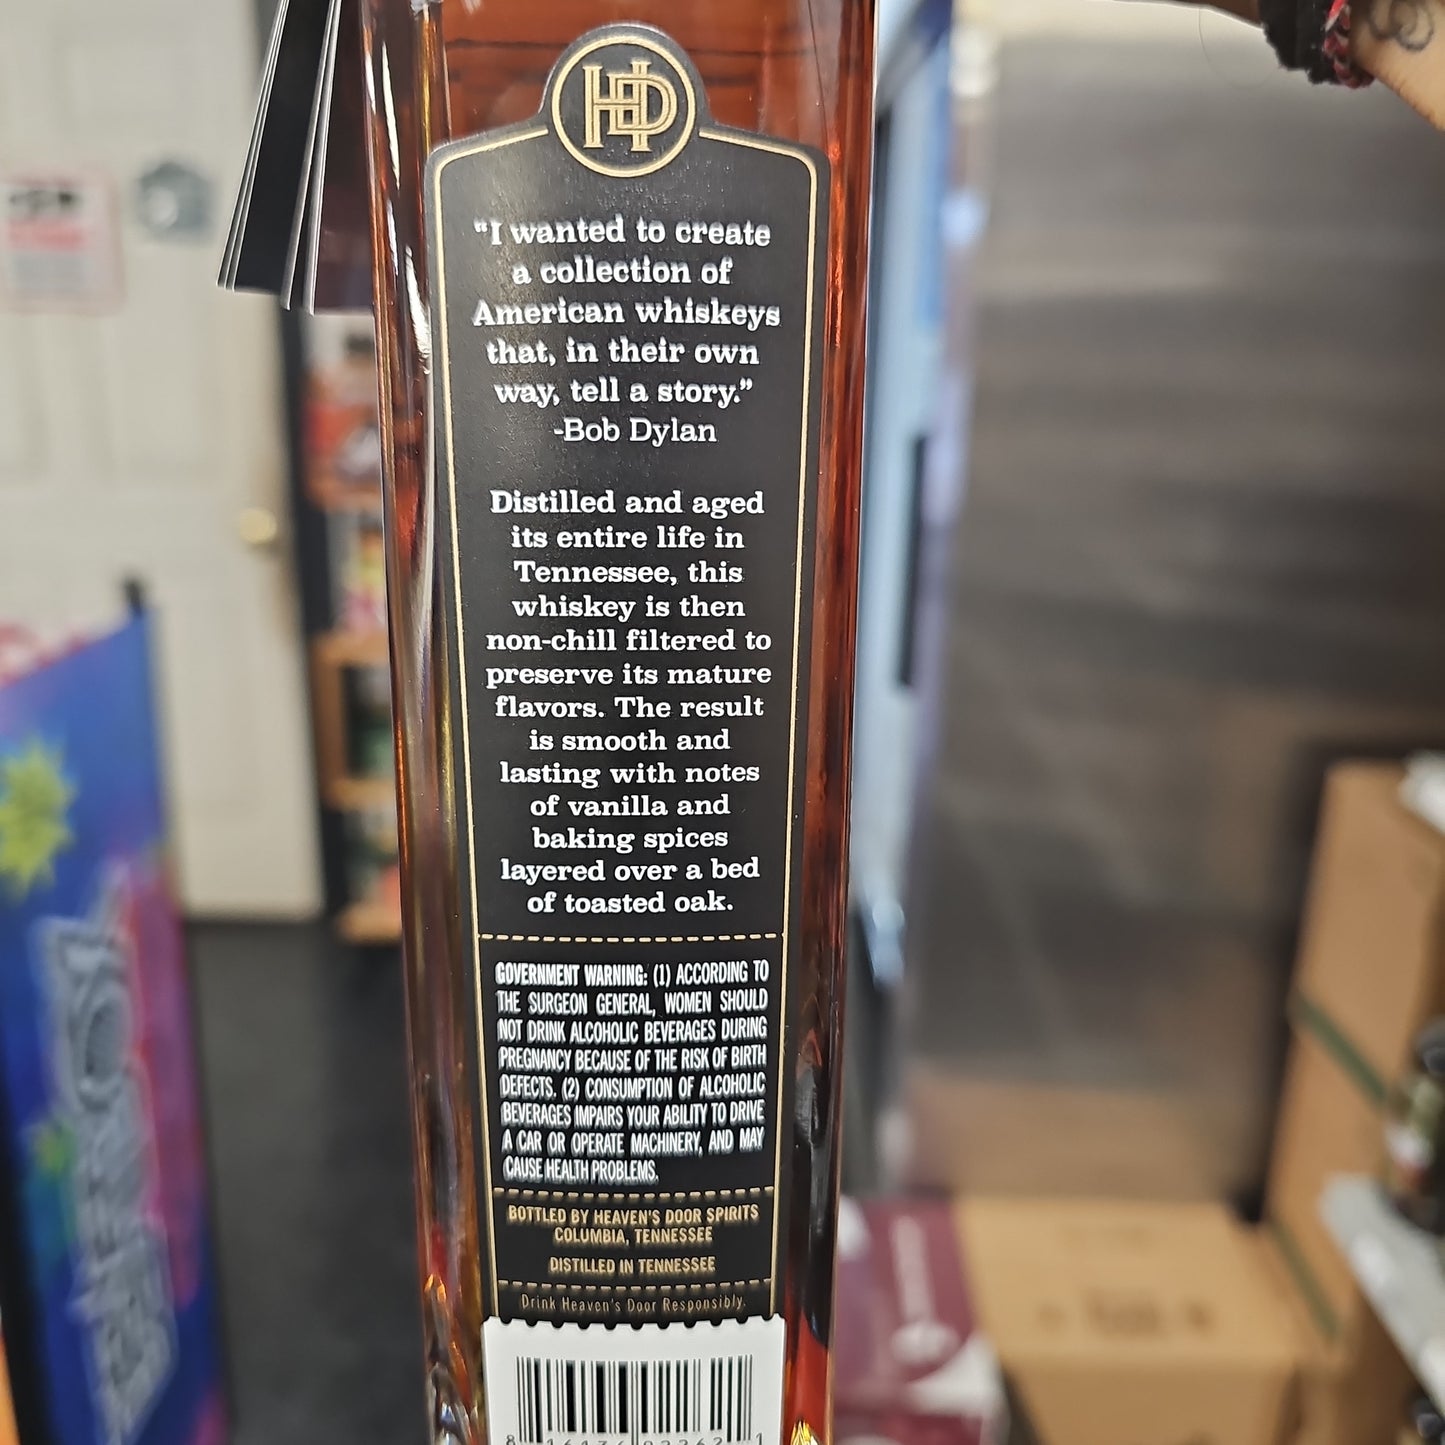 HD
“I wanted to create
a collection of
American whiskeys
that, in their own
way, tell a story.”
-Bob Dylan
Distilled and aged
its entire life in
Tennessee, this
whiskey is then
non-chill filtered to
preserve its mature
flavors. The result
is smooth and
lasting with notes
of vanilla and
baking spices
layered over a bed
of toasted oak.
GOVERNMENT WARNING: (1) ACCORDING TO
THE SURGEON GENERAL, WOMEN SHOULD
NOT DRINK ALCOHOLIC BEVERAGES DURING
PREGNANCY BECAUSE OF THE RISK OF BIRTH
DEFECTS. (2) CONSUMPTION OF ALCOHOLIC
BEVERAGES IMPAIRS YOUR ABILITY TO DRIVE
A CAR OR OPERATE MACHINERY, AND MAY
CAUSE HEALTH PROBLEMS.
BOTTLED BY HEAVEN'S DOOR SPIRITS
COLUMBIA, TENNESSEE
DISTILLED IN TENNESSEE
Drink Heaven's Door Responsibly.